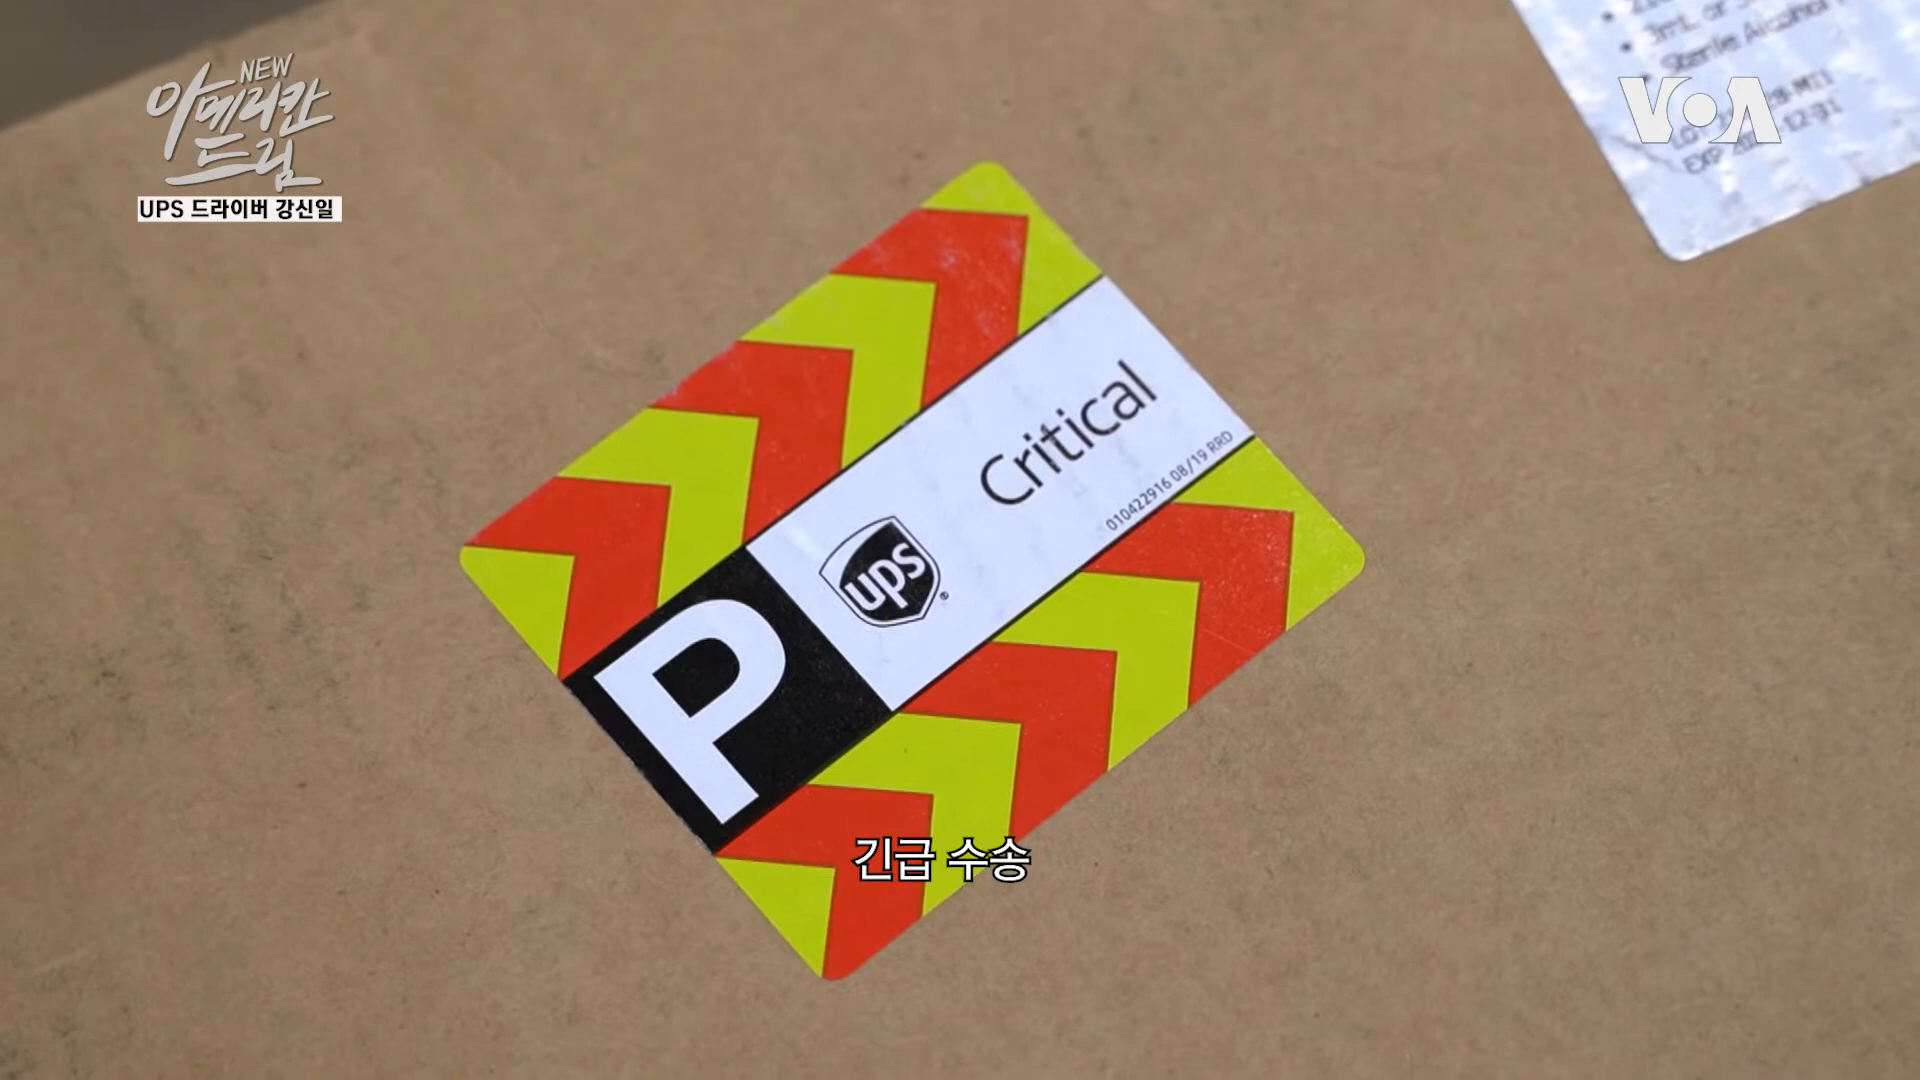 NEW
아메리칸
드림
UPS 드라이버 강신일
VOA
Sterile Alcohol
Critical
010422916 08/19 RRD
ups
P
긴급 수송